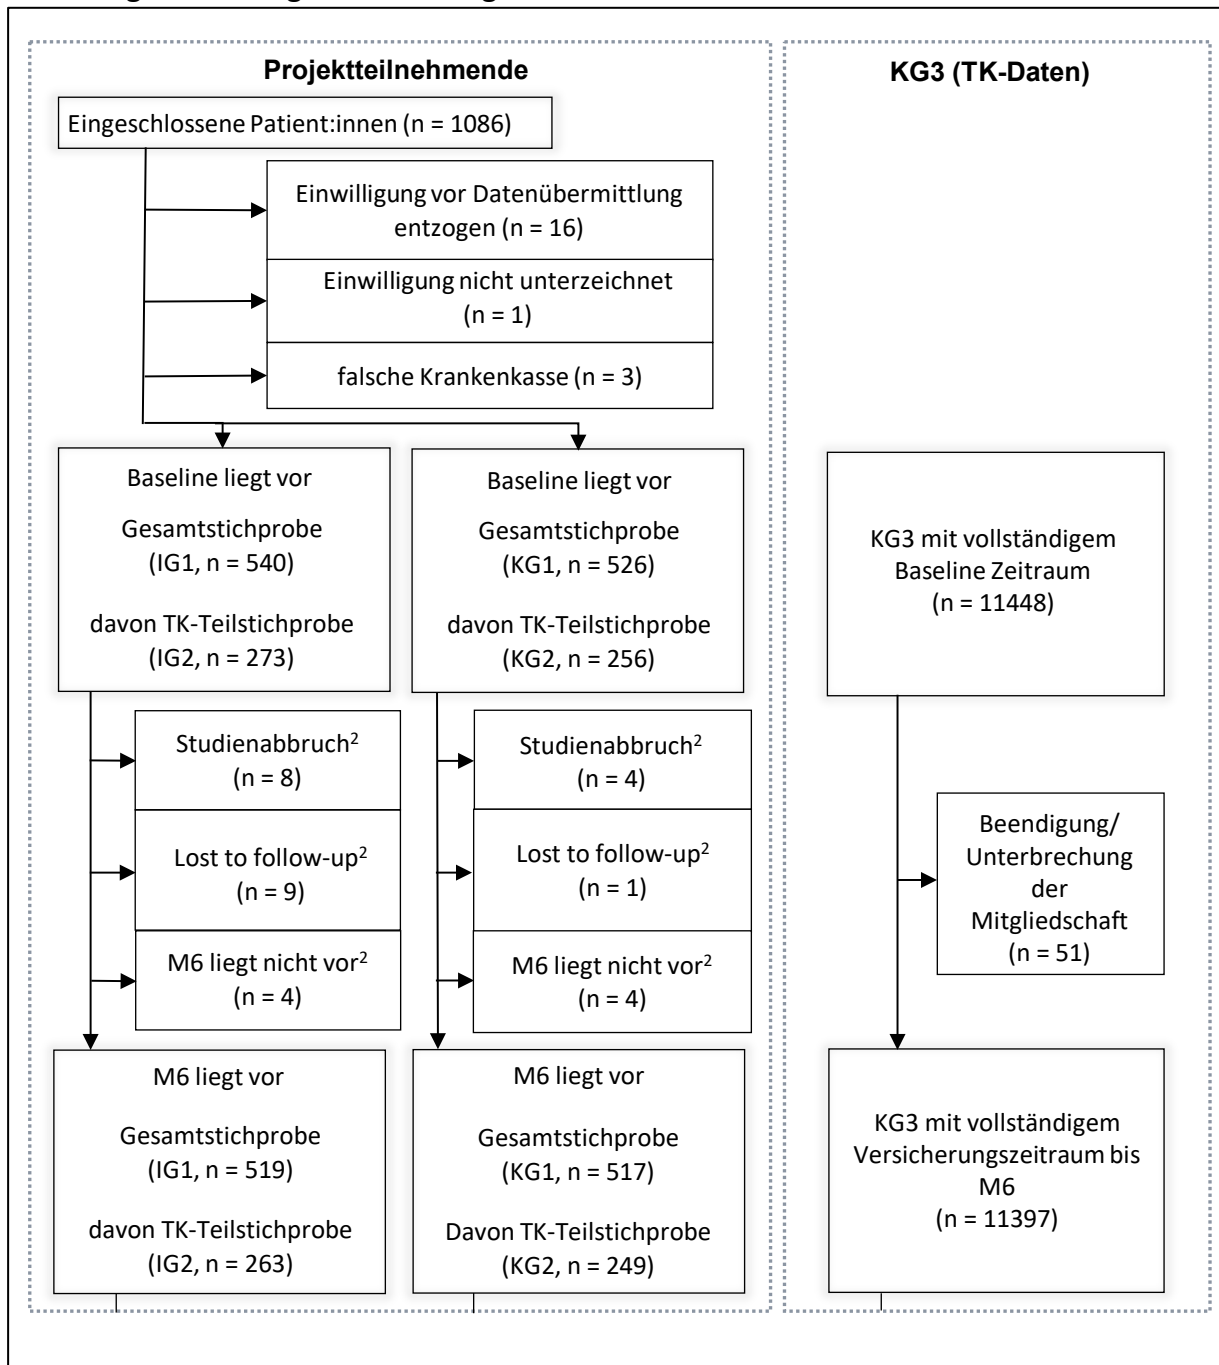 Projektteilnehmende
Eingeschlossene Patient:innen (n = 1086)
Einwilligung vor Datenübermittlung
entzogen (n = 16)
Einwilligung nicht unterzeichnet
(n = 1)
falsche Krankenkasse (n = 3)
Baseline liegt vor
Gesamtstichprobe
(IG1, n = 540)
davon TK-Teilstichprobe
(IG2, n = 273)
Baseline liegt vor
Gesamtstichprobe
(KG1, n = 526)
davon TK-Teilstichprobe
(KG2, n = 256)
Studienabbruch²
(n = 8)
Lost to follow-up²
(n = 9)
M6 liegt nicht vor²
(n = 4)
Studienabbruch²
(n = 4)
Lost to follow-up²
(n = 1)
M6 liegt nicht vor²
(n = 4)
M6 liegt vor
Gesamtstichprobe
(IG1, n = 519)
davon TK-Teilstichprobe
(IG2, n = 263)
M6 liegt vor
Gesamtstichprobe
(KG1, n = 517)
Davon TK-Teilstichprobe
(KG2, n = 249)
KG3 (TK-Daten)
KG3 mit vollständigem
Baseline Zeitraum
(n = 11448)
Beendigung/
Unterbrechung
der
Mitgliedschaft
(n = 51)
KG3 mit vollständigem
Versicherungszeitraum bis
M6
(n = 11397)